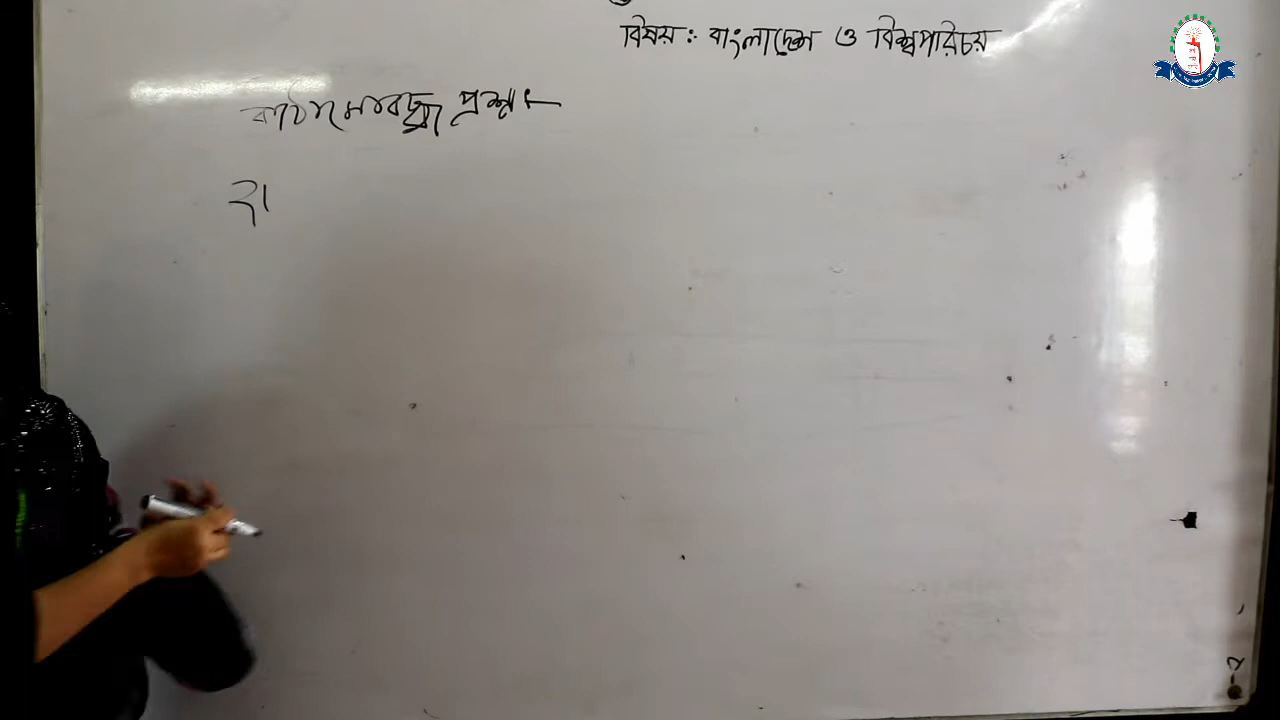 বিষয় : বাংলাদেশ ও বিশ্বপরিচয়
কাঠামোবদ্ধ প্রশ্ন ঃ-
২।